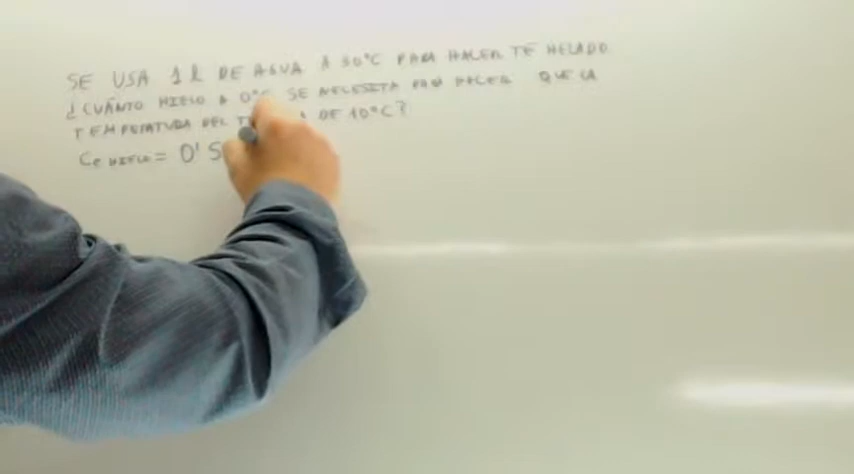 SE USA 1 l DE AGUA A 30°C PARA HACER TE HELADO.
¿CUÁNTO HIELO A 0°C SE NECESITA PARA HACER QUE LA
TEMPERATURA DEL DE 10°C?
Ce HIELO = 0'5